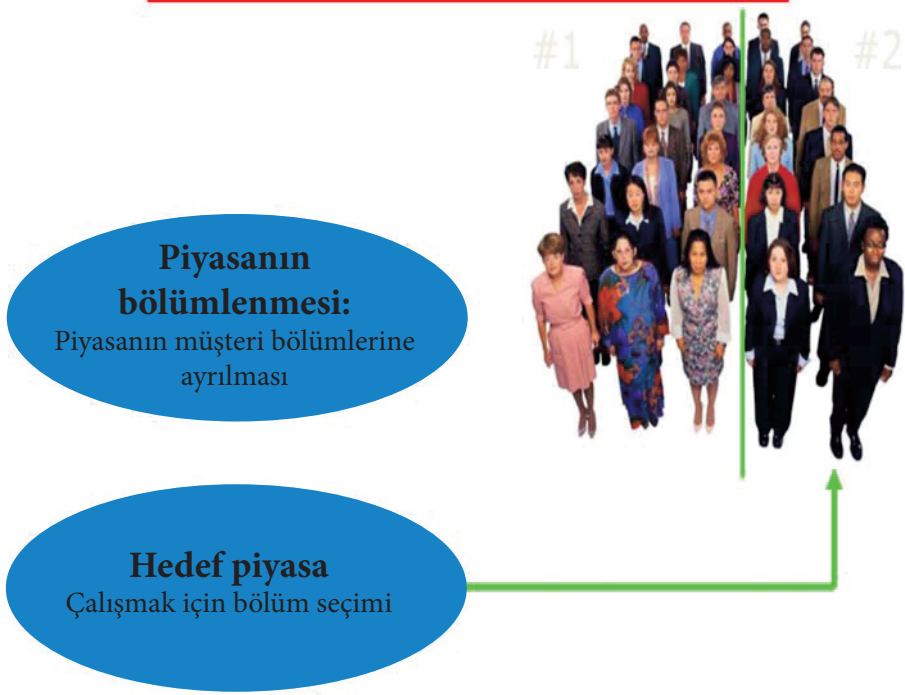 #1
#2
Piyasanın
bölümlenmesi:
Piyasanın müşteri bölümlerine
ayrılması
Hedef piyasa
Çalışmak için bölüm seçimi